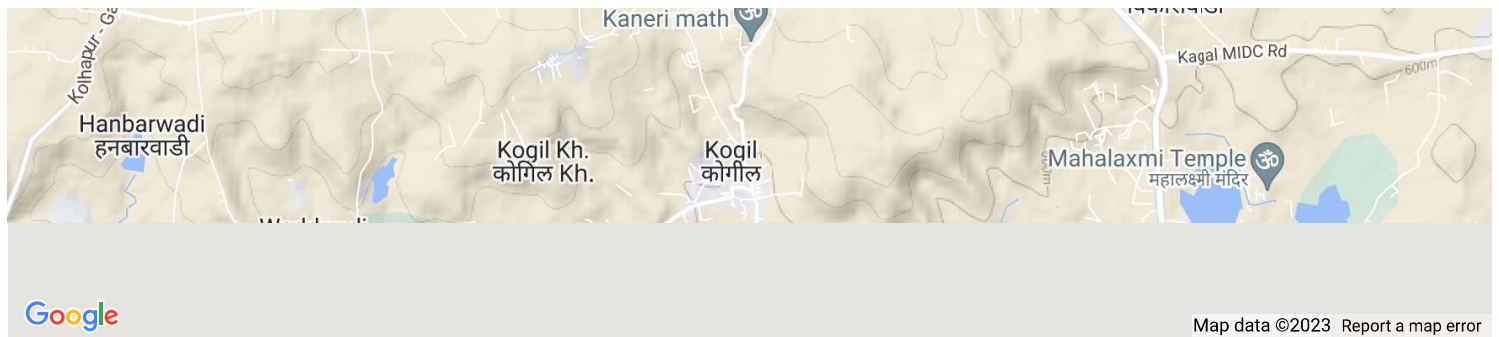 Kaneri math
Kolhapur - Ga
Kagal MIDC Rd
600m
Hanbarwadi
हनबारवाडी
Kogil Kh.
कोगिल Kh.
Kogil
कोगील
Mahalaxmi Temple
महालक्ष्मी मंदिर
600m
Google
Map data ©2023
Report a map error